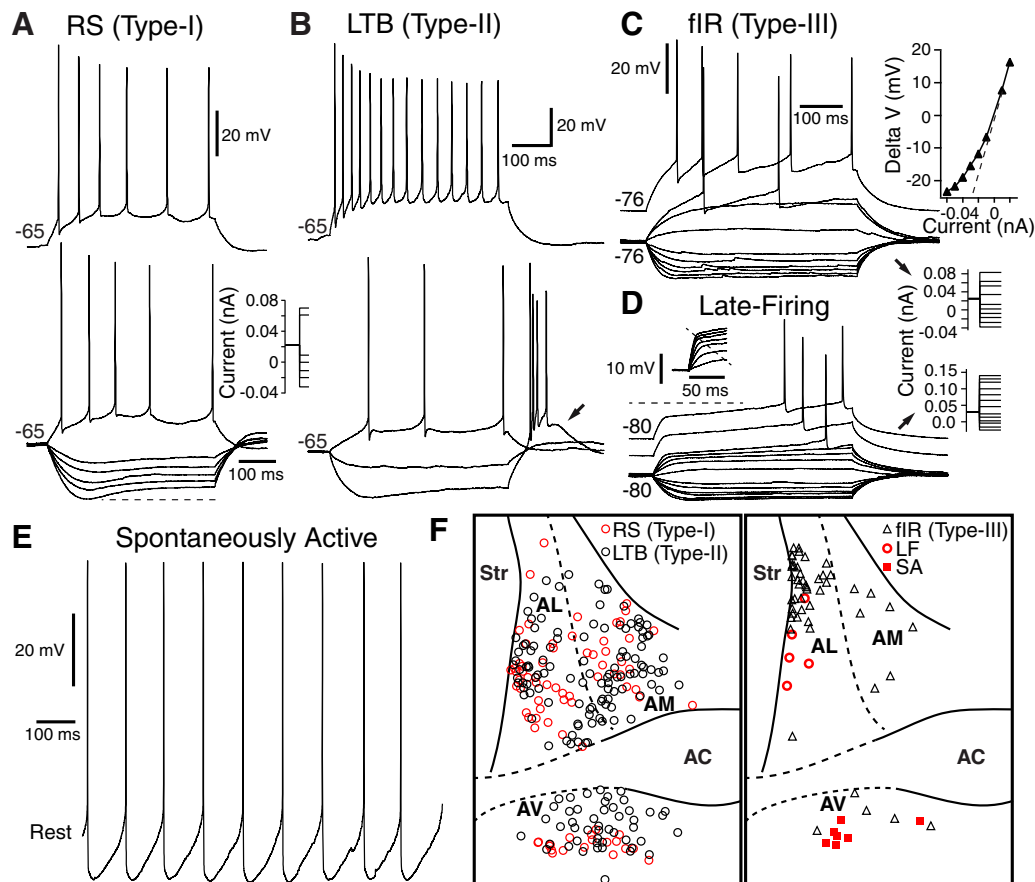 A RS (Type-I)
20 mV
-65
-65
Current (nA)
0.08
0.04
0
-0.04
100 ms
B LTB (Type-II)
20 mV
100 ms
-65
-65
C fIR (Type-III)
20 mV
100 ms
-76
-76
Delta V (mV)
20
10
0
-10
-20
-0.04
0
Current (nA)
Current (nA)
0.08
0.04
0
-0.04
0.15
0.10
0.05
0.0
D Late-Firing
10 mV
50 ms
-80
-80
E Spontaneously Active
20 mV
100 ms
Rest
F
RS (Type-I)
LTB (Type-II)
Str
AL
AM
AC
AV
fIR (Type-III)
LF
SA
Str
AL
AM
AC
AV